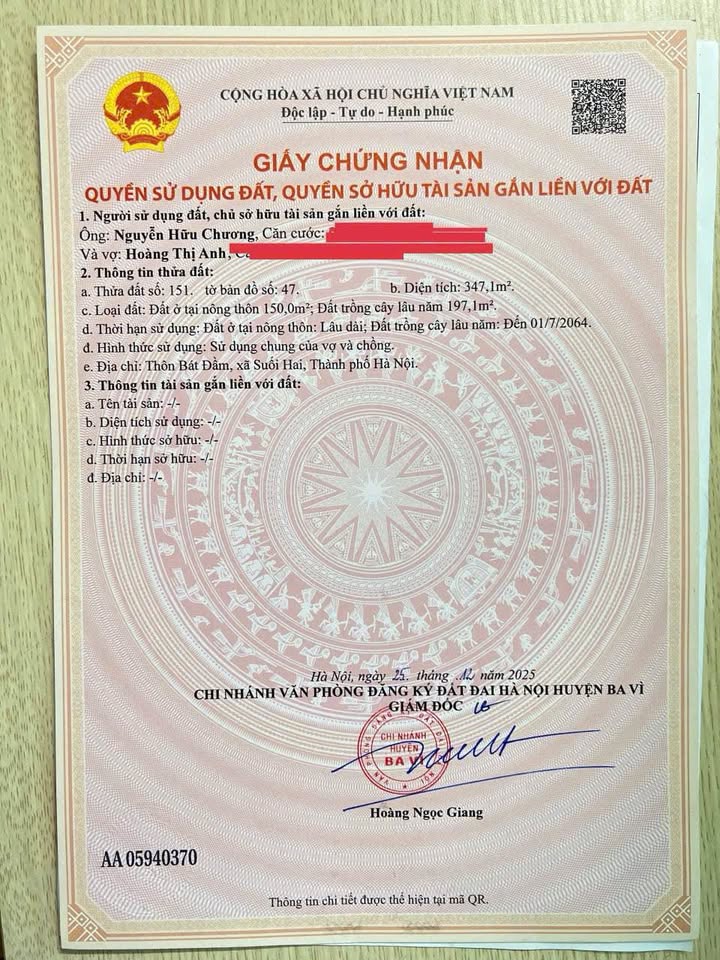 CỘNG HÒA XÃ HỘI CHỦ NGHĨA VIỆT NAM
Độc lập - Tự do - Hạnh phúc
GIẤY CHỨNG NHẬN
QUYỀN SỬ DỤNG ĐẤT, QUYỀN SỞ HỮU TÀI SẢN GẮN LIỀN VỚI ĐẤT
1. Người sử dụng đất, chủ sở hữu tài sản gắn liền với đất:
Ông: Nguyễn Hữu Chương, Căn cước:
Và vợ: Hoàng Thị Anh,
2. Thông tin thửa đất:
a. Thửa đất số: 151. tờ bản đồ số: 47. b. Diện tích: 347,1m².
c. Loại đất: Đất ở tại nông thôn 150,0m²; Đất trồng cây lâu năm 197,1m².
d. Thời hạn sử dụng: Đất ở tại nông thôn: Lâu dài; Đất trồng cây lâu năm: Đến 01/7/2064.
đ. Hình thức sử dụng: Sử dụng chung của vợ và chồng.
e. Địa chỉ: Thôn Bát Đầm, xã Suối Hai, Thành phố Hà Nội.
3. Thông tin tài sản gắn liền với đất:
a. Tên tài sản: -/-
b. Diện tích sử dụng: -/-
c. Hình thức sở hữu: -/-
d. Thời hạn sở hữu: -/-
đ. Địa chỉ: -/-
Hà Nội, ngày 25. tháng .12 năm 2025
CHI NHÁNH VĂN PHÒNG ĐĂNG KÝ ĐẤT ĐAI HÀ NỘI HUYỆN BA VÌ
GIÁM ĐỐC
CHI NHÁNH
HUYỆN
BA VÌ
Hoàng Ngọc Giang
AA 05940370
Thông tin chi tiết được thể hiện tại mã QR.